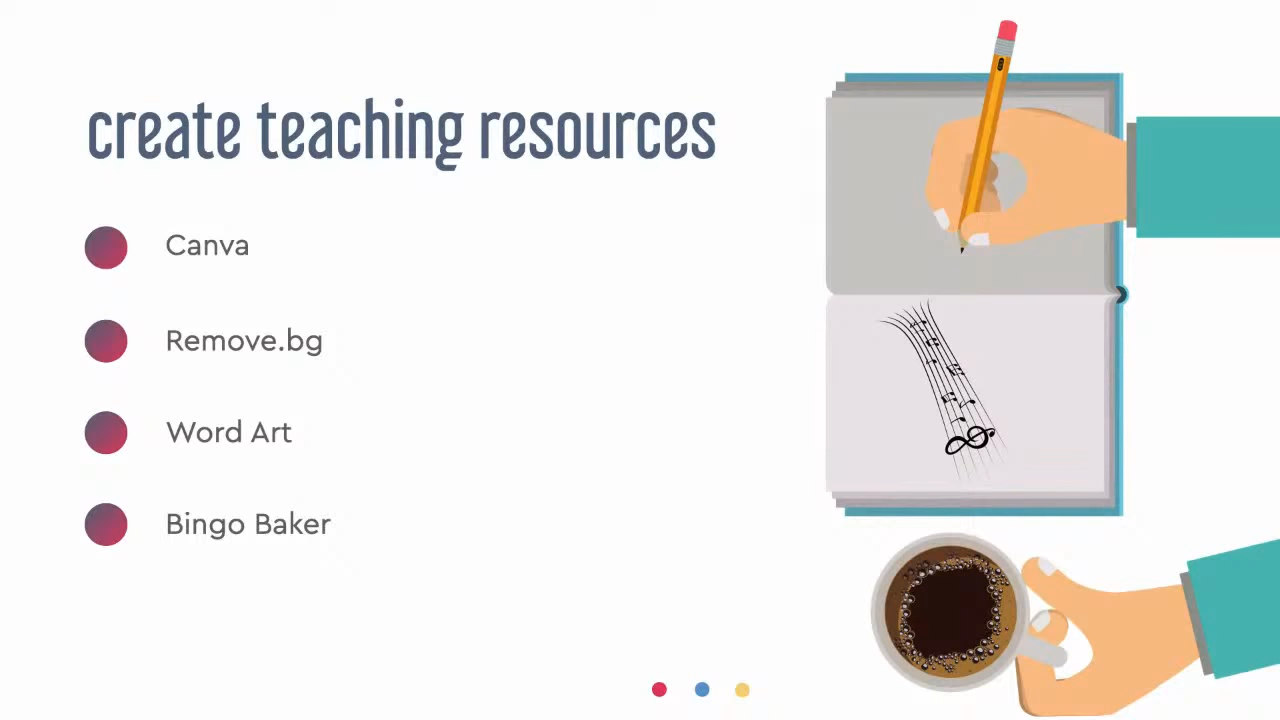 create teaching resources
Canva
Remove.bg
Word Art
Bingo Baker